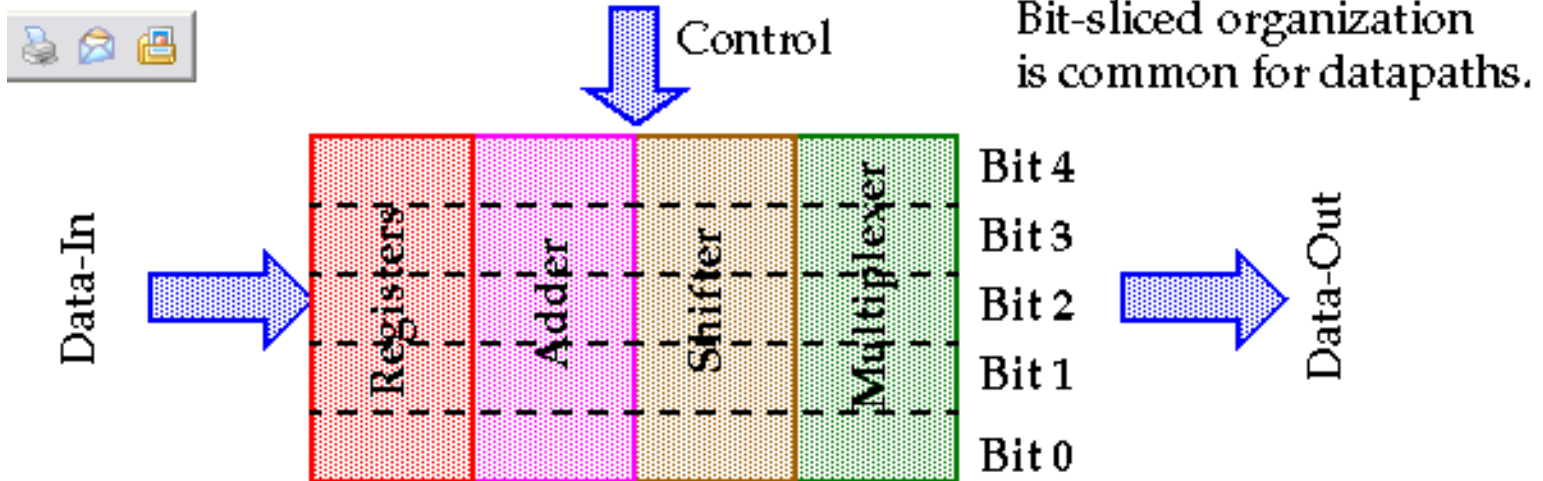 Control
Bit-sliced organization
is common for datapaths.
Data-In
Registers
Adder
Shifter
Multiplexer
Bit 4
Bit 3
Bit 2
Bit 1
Bit 0
Data-Out